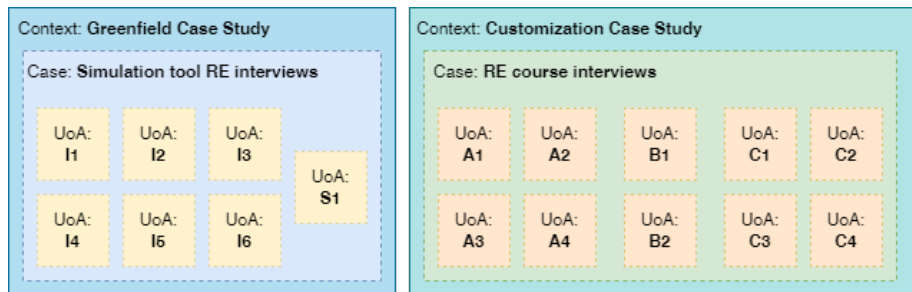 Context: Greenfield Case Study
Case: Simulation tool RE interviews
UoA:
I1
UoA:
I2
UoA:
I3
UoA:
S1
UoA:
I4
UoA:
I5
UoA:
I6
Context: Customization Case Study
Case: RE course interviews
UoA:
A1
UoA:
A2
UoA:
B1
UoA:
C1
UoA:
C2
UoA:
A3
UoA:
A4
UoA:
B2
UoA:
C3
UoA:
C4